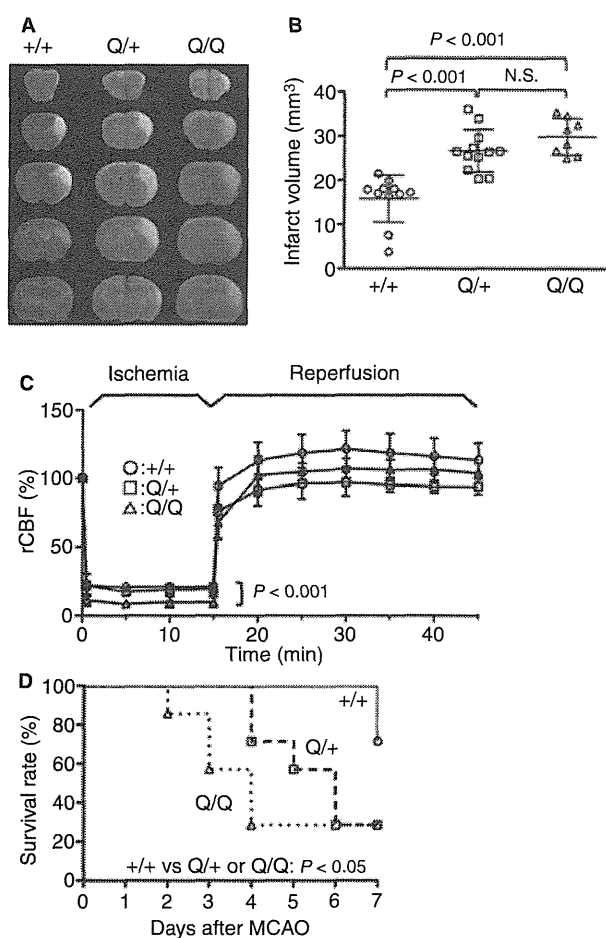 A
+/+ Q/+ Q/Q
B
P < 0.001
P < 0.001 N.S.
Infarct volume (mm³)
40
30
20
10
0
+/+ Q/+ Q/Q
C
Ischemia Reperfusion
rCBF (%)
150
100
50
0
○:+/+
□:Q/+
△:Q/Q
P < 0.001
0 10 20 30 40
Time (min)
D
Survival rate (%)
100
80
60
40
20
0
+/+
Q/+
Q/Q
+/+ vs Q/+ or Q/Q: P < 0.05
0 1 2 3 4 5 6 7
Days after MCAO